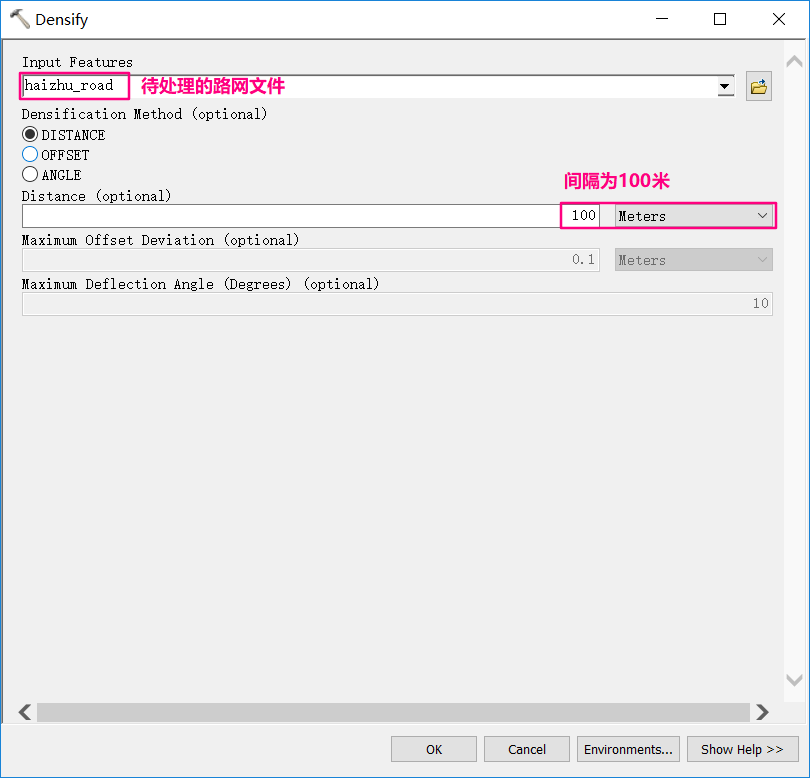 Densify
Input Features
haizhu_road 待处理的路网文件
Densification Method (optional)
DISTANCE
OFFSET
ANGLE
间隔为100米
Distance (optional)
100 Meters
Maximum Offset Deviation (optional)
0.1 Meters
Maximum Deflection Angle (Degrees) (optional)
10
OK Cancel Environments... Show Help >>